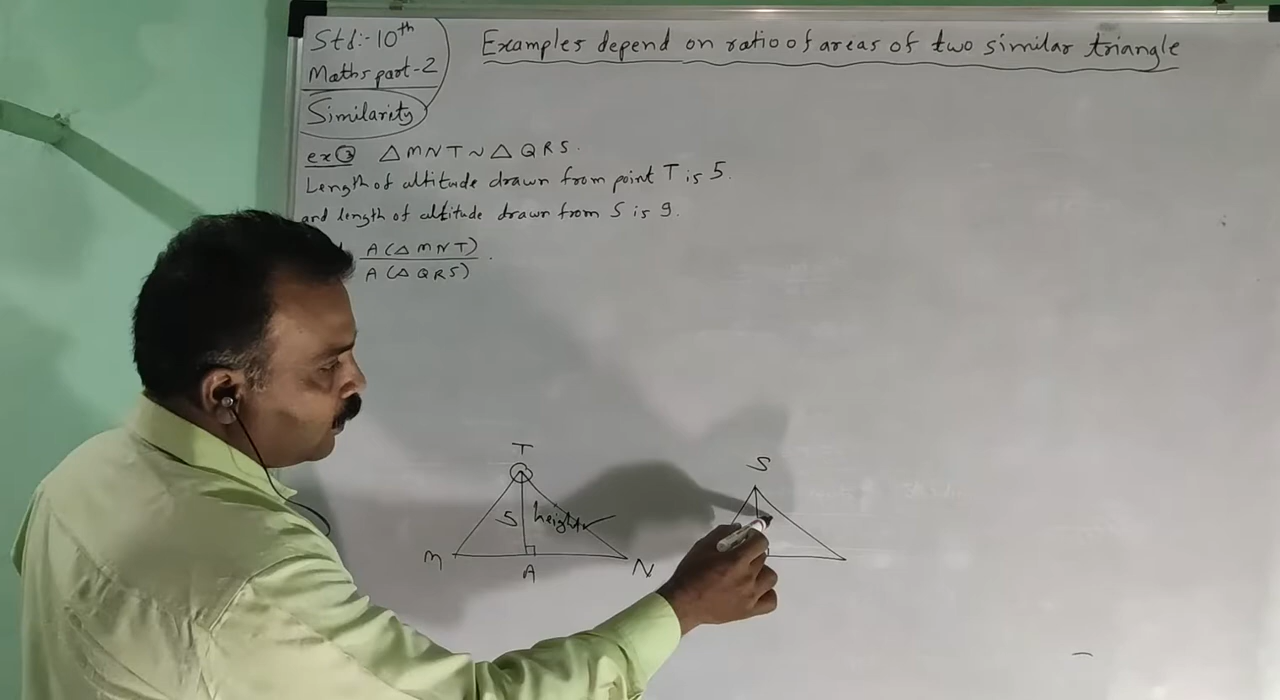 Std:- 10th
Maths part-2
Similarity
Examples depend on ratio of areas of two similar triangle
△MNT ~ △QRS.
Length of altitude drawn from point T is 5.
and length of altitude drawn from S is 9.
A(△MNT)
A(△QRS)
T
S
5 height
M
A
N